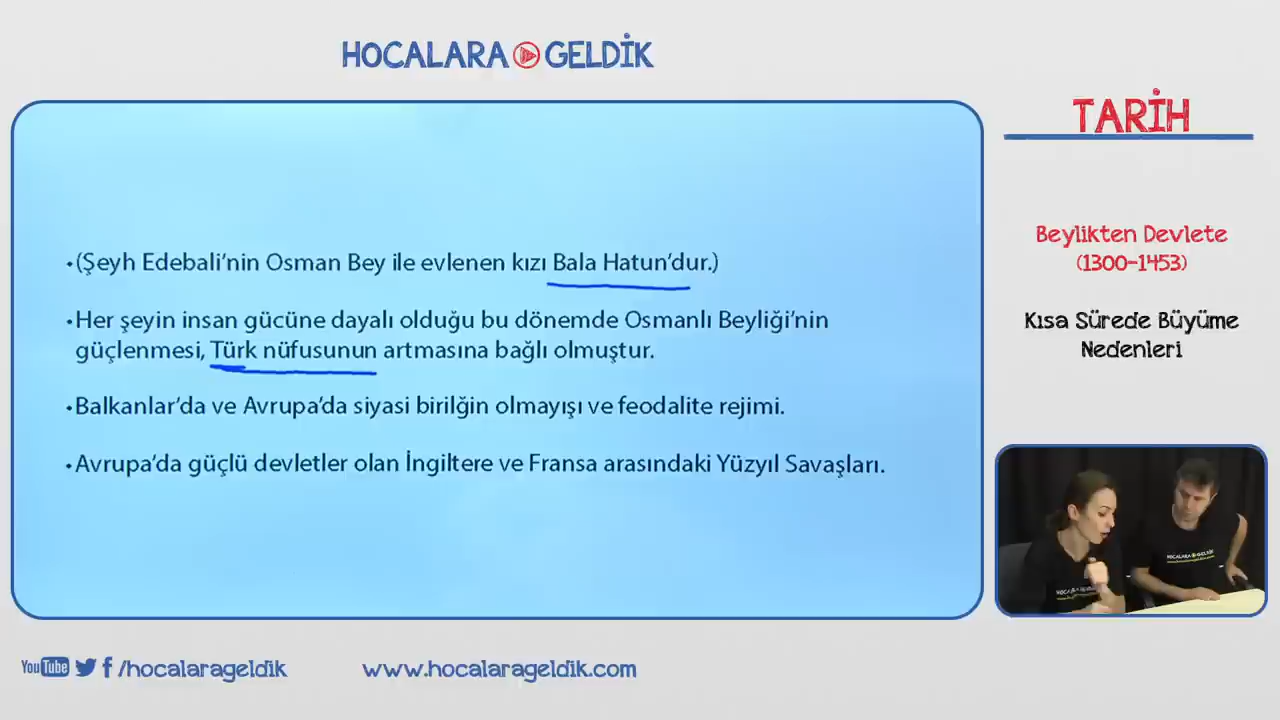 HOCALARA GELDİK
TARİH
Beylikten Devlete
(1300-1453)
Kısa Sürede Büyüme
Nedenleri
•(Şeyh Edebali’nin Osman Bey ile evlenen kızı Bala Hatun’dur.)
•Her şeyin insan gücüne dayalı olduğu bu dönemde Osmanlı Beyliği’nin
güçlenmesi, Türk nüfusunun artmasına bağlı olmuştur.
•Balkanlar’da ve Avrupa’da siyasi birilğin olmayışı ve feodalite rejimi.
•Avrupa’da güçlü devletler olan İngiltere ve Fransa arasındaki Yüzyıl Savaşları.
HOCALARA GELDİK
YouTube f /hocalarageldik
www.hocalarageldik.com